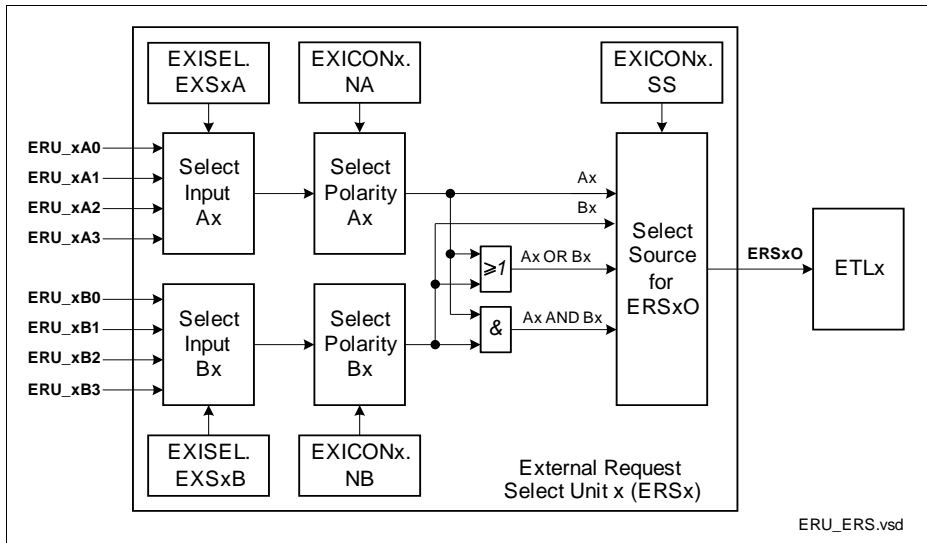 EXISEL.
EXSxA
EXICONx.
NA
EXICONx.
SS
ERU_xA0
ERU_xA1
ERU_xA2
ERU_xA3
Select
Input
Ax
Select
Polarity
Ax
Ax
Bx
≥1
Ax OR Bx
&
Ax AND Bx
Select
Source
for
ERSxO
ERSxO
ETLx
ERU_xB0
ERU_xB1
ERU_xB2
ERU_xB3
Select
Input
Bx
Select
Polarity
Bx
EXISEL.
EXSxB
EXICONx.
NB
External Request
Select Unit x (ERSx)
ERU_ERS.vsd